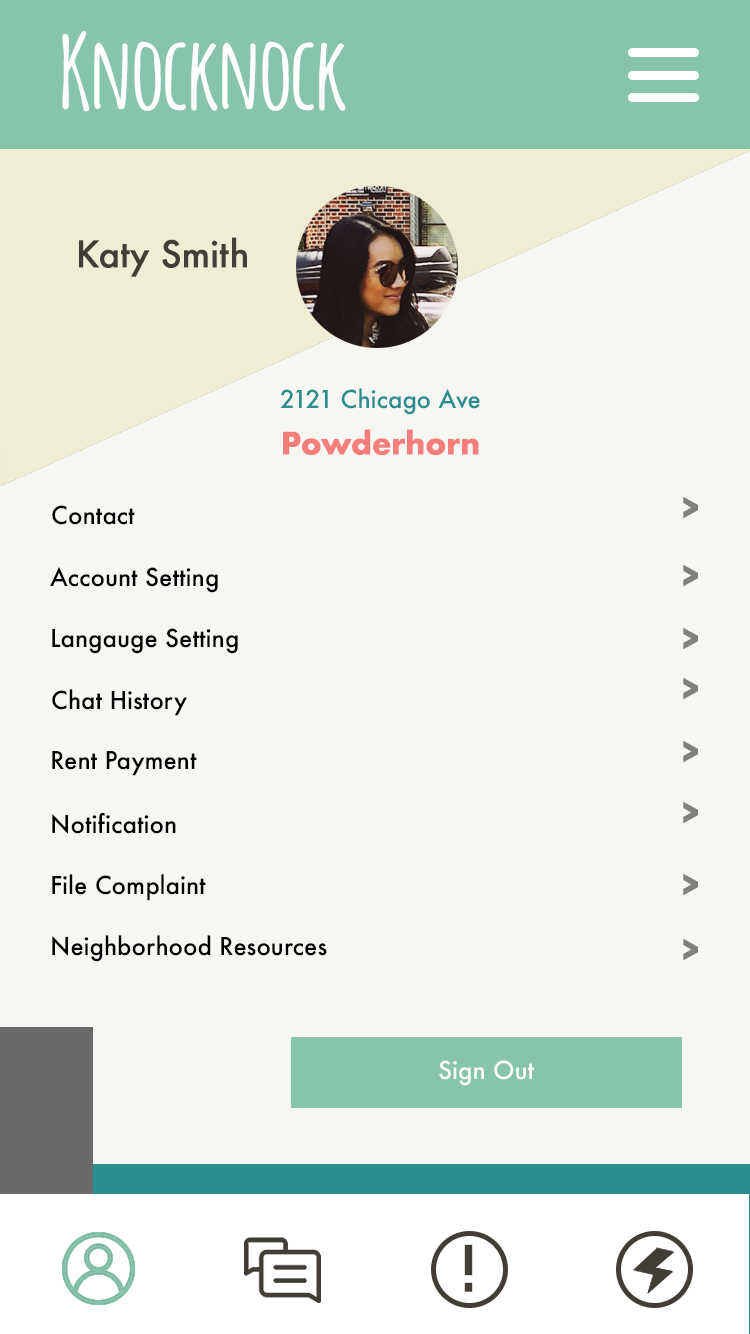 Knocknock
Katy Smith
2121 Chicago Ave
Powderhorn
Contact >
Account Setting >
Langauge Setting >
Chat History >
Rent Payment >
Notification >
File Complaint >
Neighborhood Resources >
Sign Out